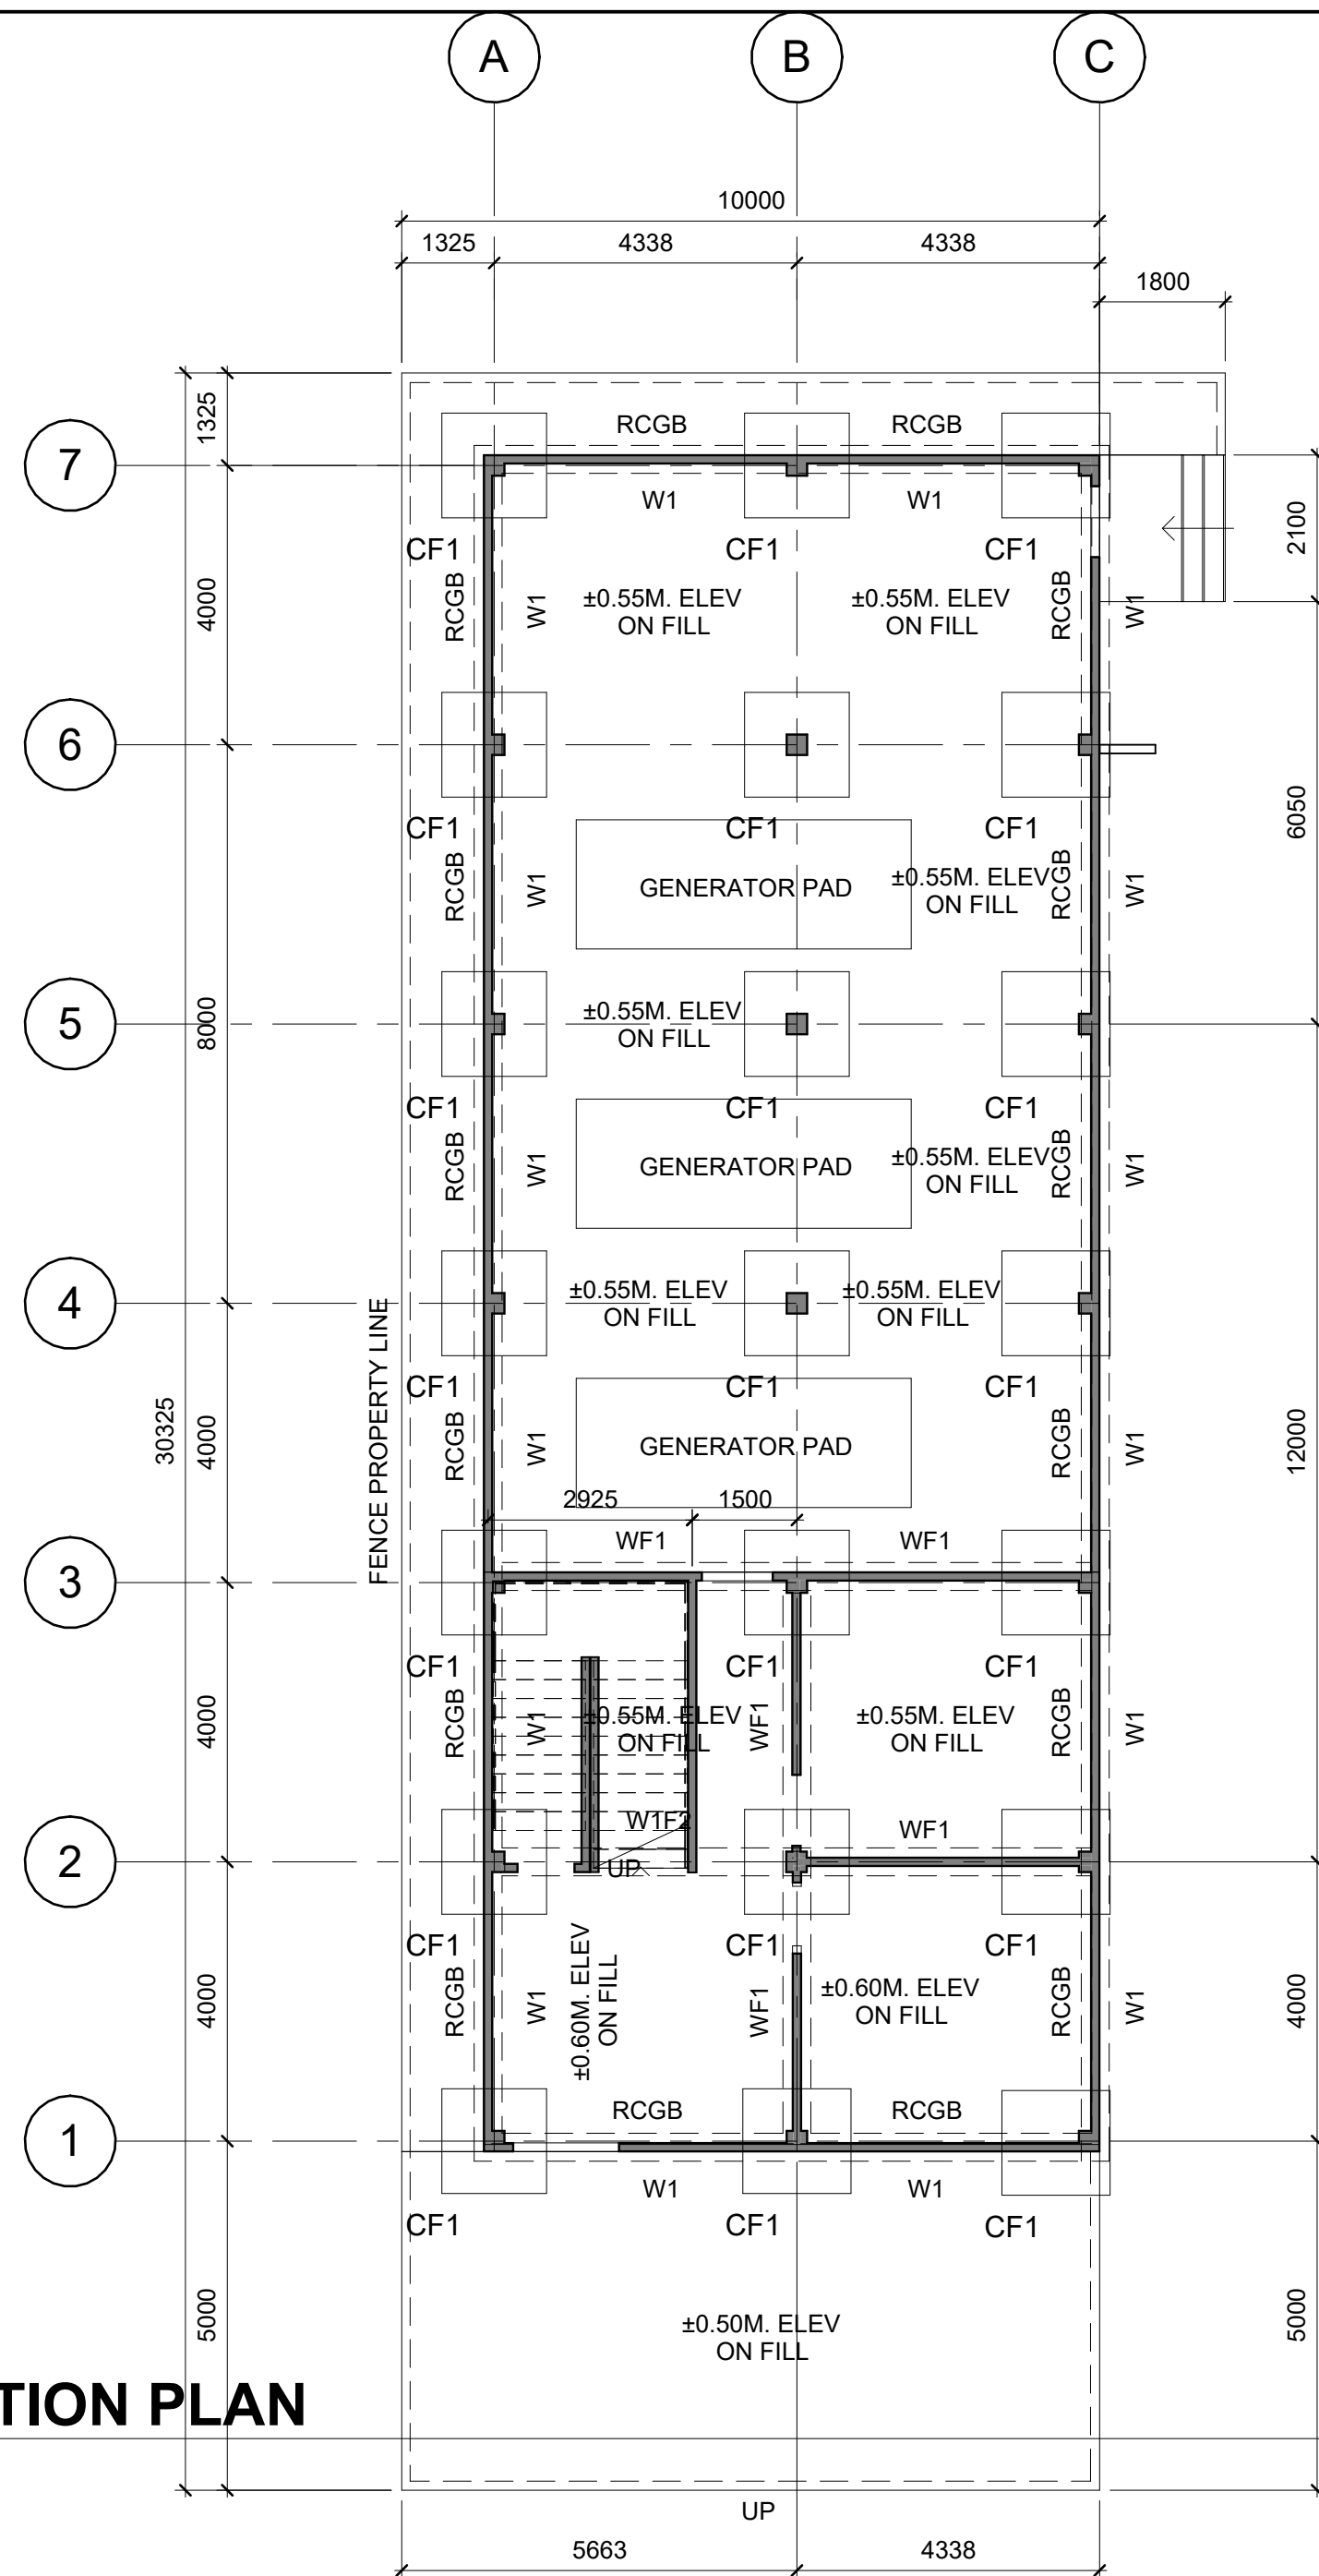 A
B
C
10000
1325
4338
4338
1800
1325
RCGB
RCGB
7
W1
W1
2100
CF1
CF1
CF1
4000
RCGB
W1
±0.55M. ELEV
ON FILL
±0.55M. ELEV
ON FILL
RCGB
W1
6
6050
CF1
CF1
CF1
RCGB
W1
GENERATOR PAD
±0.55M. ELEV
ON FILL
RCGB
W1
5
8000
±0.55M. ELEV
ON FILL
CF1
CF1
CF1
RCGB
W1
GENERATOR PAD
±0.55M. ELEV
ON FILL
RCGB
W1
4
±0.55M. ELEV
ON FILL
±0.55M. ELEV
ON FILL
FENCE PROPERTY LINE
CF1
CF1
CF1
30325
4000
RCGB
W1
GENERATOR PAD
RCGB
W1
12000
2925
1500
WF1
WF1
3
CF1
CF1
CF1
4000
RCGB
W1
±0.55M. ELEV
ON FILL
WF1
±0.55M. ELEV
ON FILL
RCGB
W1
W1F2
WF1
2
UP
CF1
CF1
CF1
4000
RCGB
W1
±0.60M. ELEV
ON FILL
WF1
±0.60M. ELEV
ON FILL
RCGB
W1
4000
RCGB
RCGB
1
W1
W1
CF1
CF1
CF1
5000
±0.50M. ELEV
ON FILL
5000
TION PLAN
UP
5663
4338